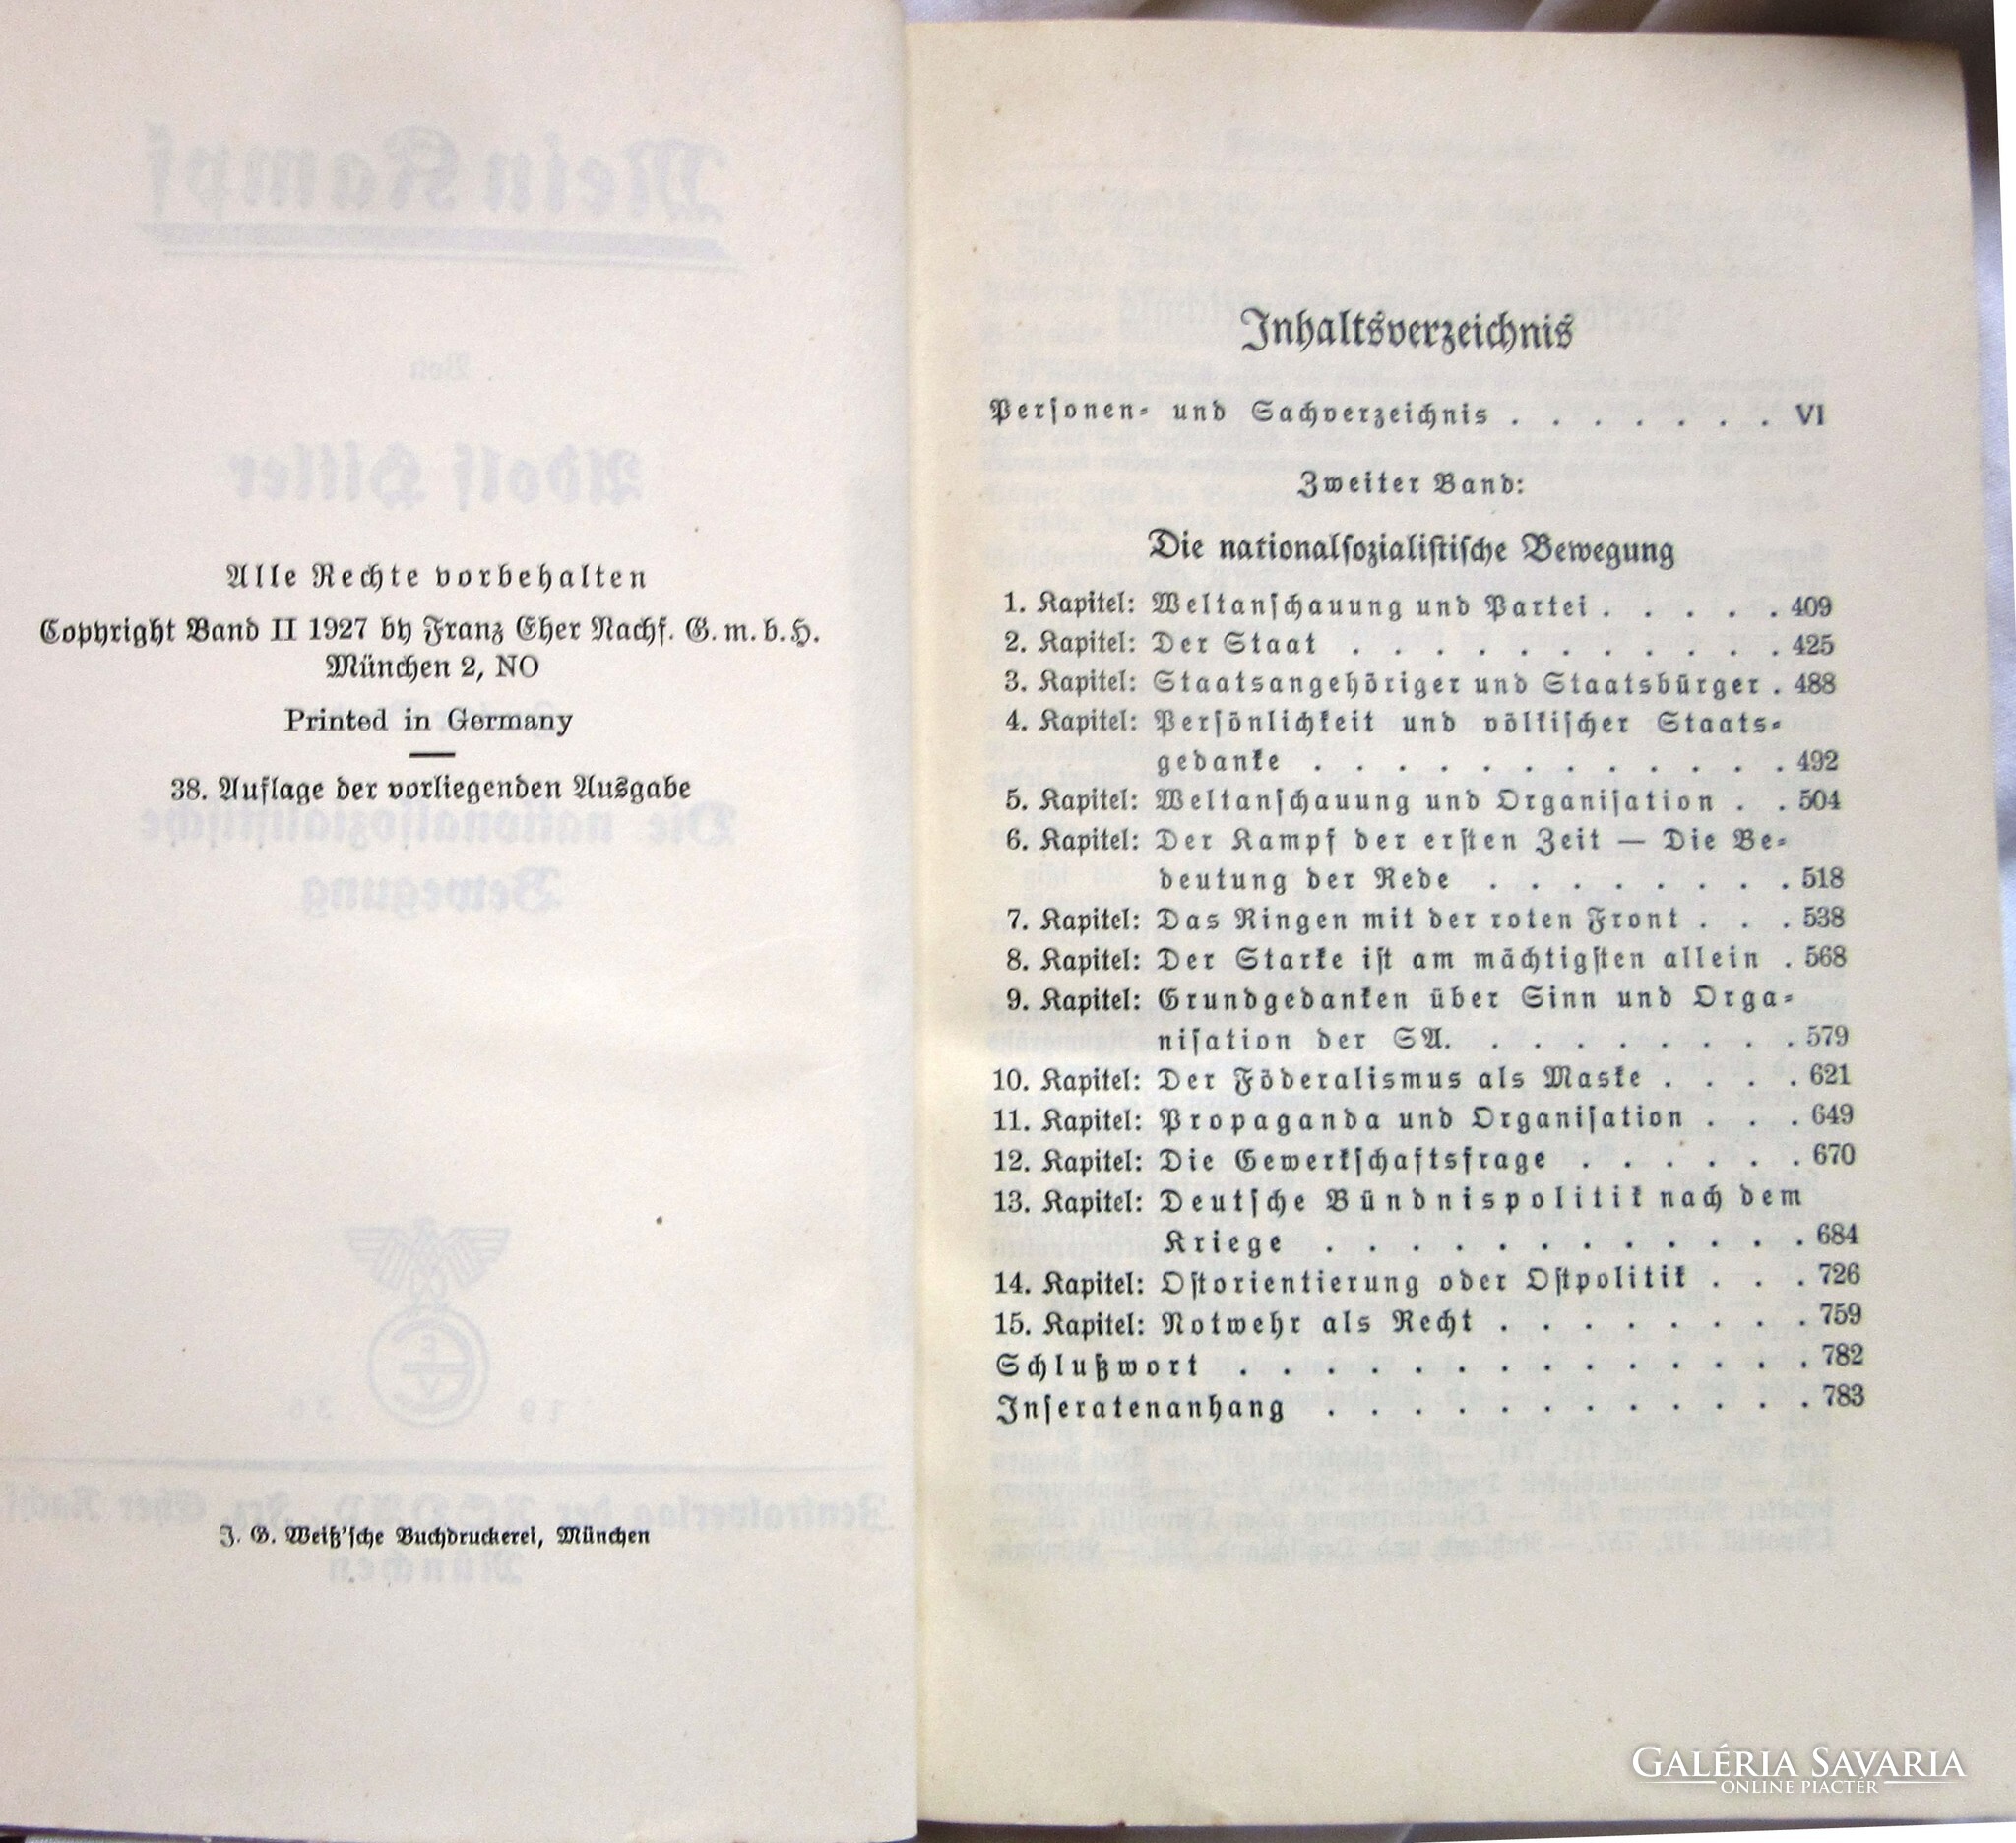 Alle Rechte vorbehalten
Copyright Band II 1927 by Franz Eher Nachf. G. m. b. H.
München 2, NO
Printed in Germany
38. Auflage der vorliegenden Ausgabe
J. G. Weiß'sche Buchdruckerei, München
Inhaltsverzeichnis
Personen- und Sachverzeichnis . . . . . . . VI
Zweiter Band:
Die nationalsozialistische Bewegung
1. Kapitel: Weltanschauung und Partei . . . . . 409
2. Kapitel: Der Staat . . . . . . . . . . . 425
3. Kapitel: Staatsangehöriger und Staatsbürger . 488
4. Kapitel: Persönlichkeit und völkischer Staats-
gedanke . . . . . . . . . . . . 492
5. Kapitel: Weltanschauung und Organisation . . 504
6. Kapitel: Der Kampf der ersten Zeit — Die Be-
deutung der Rede . . . . . . . . 518
7. Kapitel: Das Ringen mit der roten Front . . . 538
8. Kapitel: Der Starke ist am mächtigsten allein . 568
9. Kapitel: Grundgedanken über Sinn und Orga-
nisation der SA. . . . . . . . . 579
10. Kapitel: Der Föderalismus als Maske . . . . 621
11. Kapitel: Propaganda und Organisation . . . 649
12. Kapitel: Die Gewerkschaftsfrage . . . . . . 670
13. Kapitel: Deutsche Bündnispolitik nach dem
Kriege . . . . . . . . . . . . 684
14. Kapitel: Ostorientierung oder Ostpolitik . . . 726
15. Kapitel: Notwehr als Recht . . . . . . . . 759
Schlußwort . . . . . . . . . . . . . . 782
Inseratenanhang . . . . . . . . . . . . 783
GALÉRIA SAVARIA
ONLINE PIACTÉR